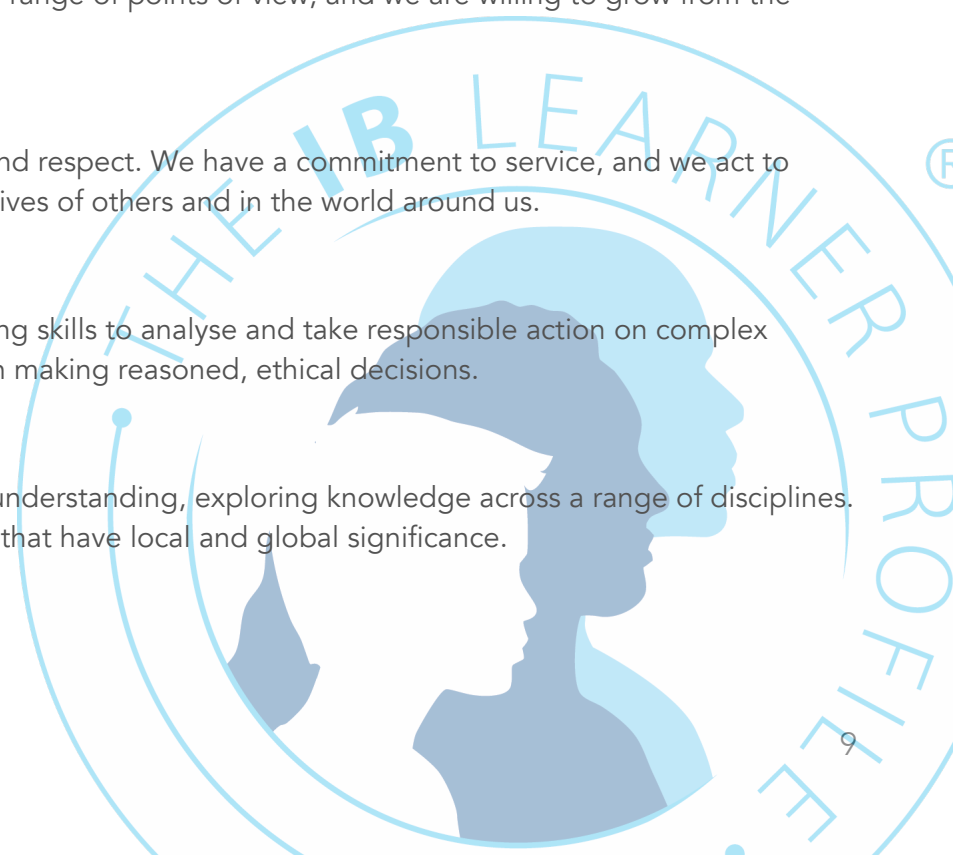 range of points of view, and we are willing to grow from the
THE IB LEARNER PROFILE
®
nd respect. We have a commitment to service, and we act to
ives of others and in the world around us.
ng skills to analyse and take responsible action on complex
n making reasoned, ethical decisions.
understanding, exploring knowledge across a range of disciplines.
that have local and global significance.
9